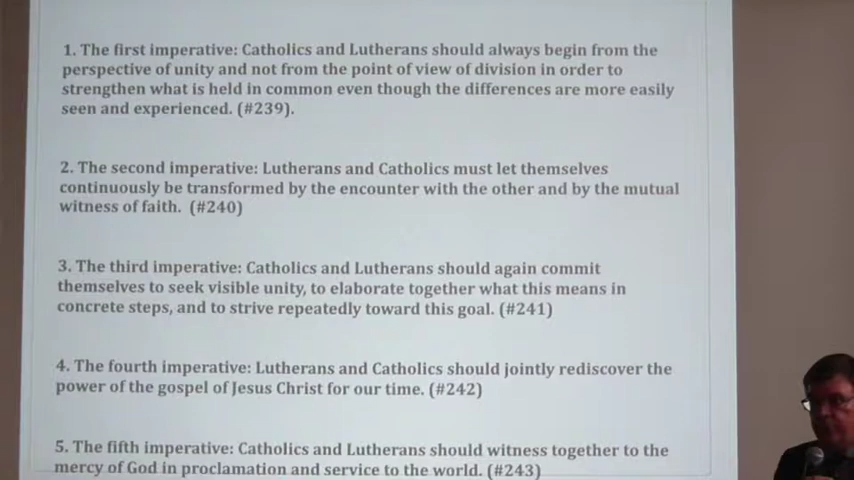 1. The first imperative: Catholics and Lutherans should always begin from the
perspective of unity and not from the point of view of division in order to
strengthen what is held in common even though the differences are more easily
seen and experienced. (#239).
2. The second imperative: Lutherans and Catholics must let themselves
continuously be transformed by the encounter with the other and by the mutual
witness of faith. (#240)
3. The third imperative: Catholics and Lutherans should again commit
themselves to seek visible unity, to elaborate together what this means in
concrete steps, and to strive repeatedly toward this goal. (#241)
4. The fourth imperative: Lutherans and Catholics should jointly rediscover the
power of the gospel of Jesus Christ for our time. (#242)
5. The fifth imperative: Catholics and Lutherans should witness together to the
mercy of God in proclamation and service to the world. (#243)